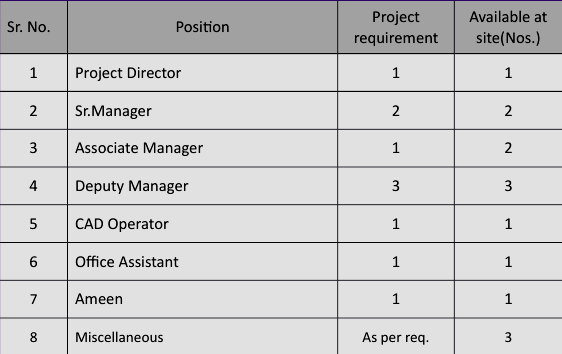 Sr. No. Position Project requirement Available at site(Nos.)
1 Project Director 1 1
2 Sr.Manager 2 2
3 Associate Manager 1 2
4 Deputy Manager 3 3
5 CAD Operator 1 1
6 Office Assistant 1 1
7 Ameen 1 1
8 Miscellaneous As per req. 3